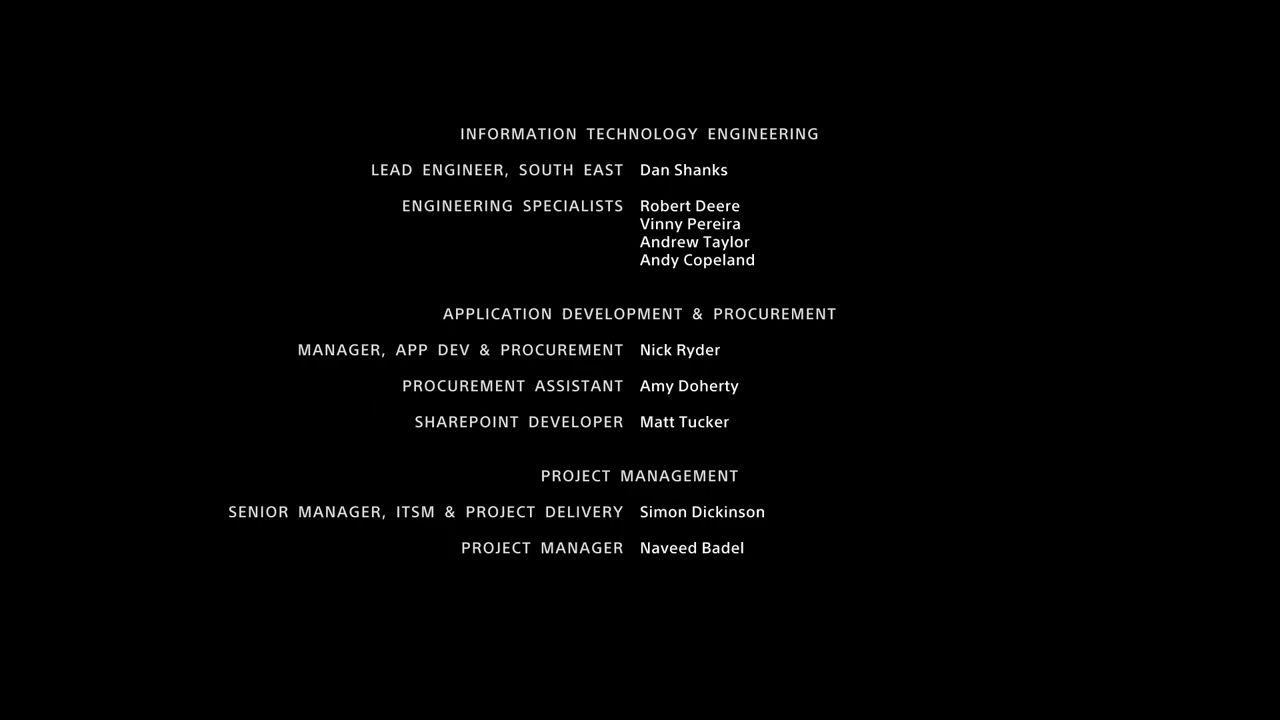 INFORMATION TECHNOLOGY ENGINEERING
LEAD ENGINEER, SOUTH EAST Dan Shanks
ENGINEERING SPECIALISTS Robert Deere
Vinny Pereira
Andrew Taylor
Andy Copeland
APPLICATION DEVELOPMENT & PROCUREMENT
MANAGER, APP DEV & PROCUREMENT Nick Ryder
PROCUREMENT ASSISTANT Amy Doherty
SHAREPOINT DEVELOPER Matt Tucker
PROJECT MANAGEMENT
SENIOR MANAGER, ITSM & PROJECT DELIVERY Simon Dickinson
PROJECT MANAGER Naveed Badel